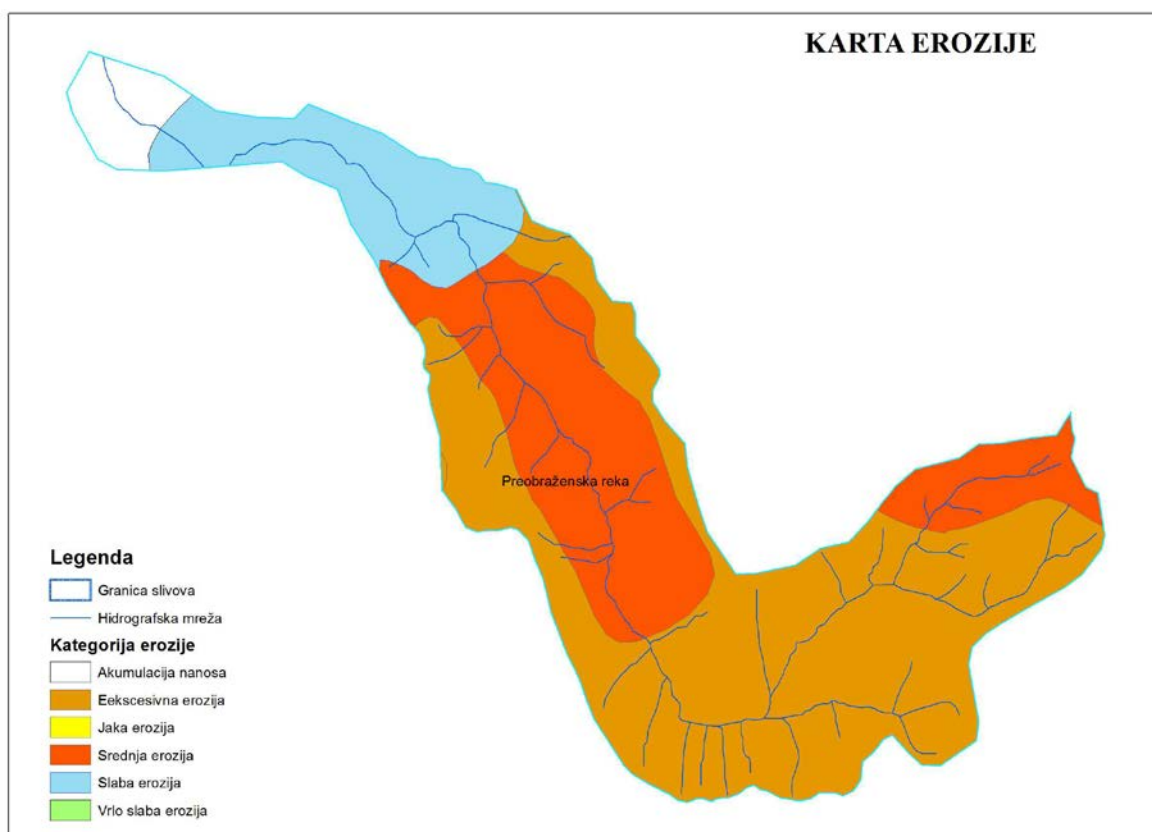 KARTA EROZIJE
Preobraženska reka
Legenda
Granica slivova
Hidrografska mreža
Kategorija erozije
Akumulacija nanosa
Eekscesivna erozija
Jaka erozija
Srednja erozija
Slaba erozija
Vrlo slaba erozija